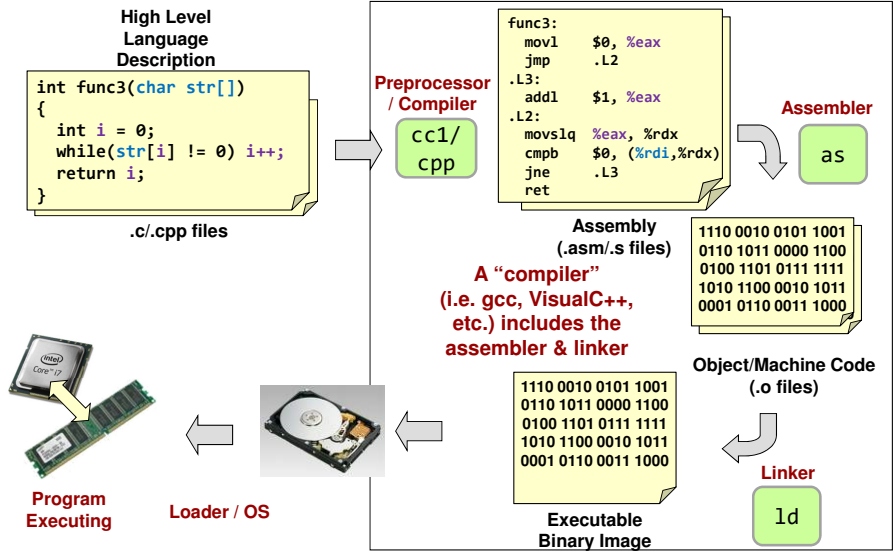 High Level
Language
Description
int func3(char str[])
{
int i = 0;
while(str[i] != 0) i++;
return i;
}
.c/.cpp files
Preprocessor
/ Compiler
cc1/
cpp
func3:
movl $0, %eax
jmp .L2
.L3:
addl $1, %eax
.L2:
movslq %eax, %rdx
cmpb $0, (%rdi,%rdx)
jne .L3
ret
Assembly
(.asm/.s files)
Assembler
as
1110 0010 0101 1001
0110 1011 0000 1100
0100 1101 0111 1111
1010 1100 0010 1011
0001 0110 0011 1000
Object/Machine Code
(.o files)
A “compiler”
(i.e. gcc, VisualC++,
etc.) includes the
assembler & linker
Linker
ld
1110 0010 0101 1001
0110 1011 0000 1100
0100 1101 0111 1111
1010 1100 0010 1011
0001 0110 0011 1000
Executable
Binary Image
Loader / OS
intel
Core™ i7
Program
Executing